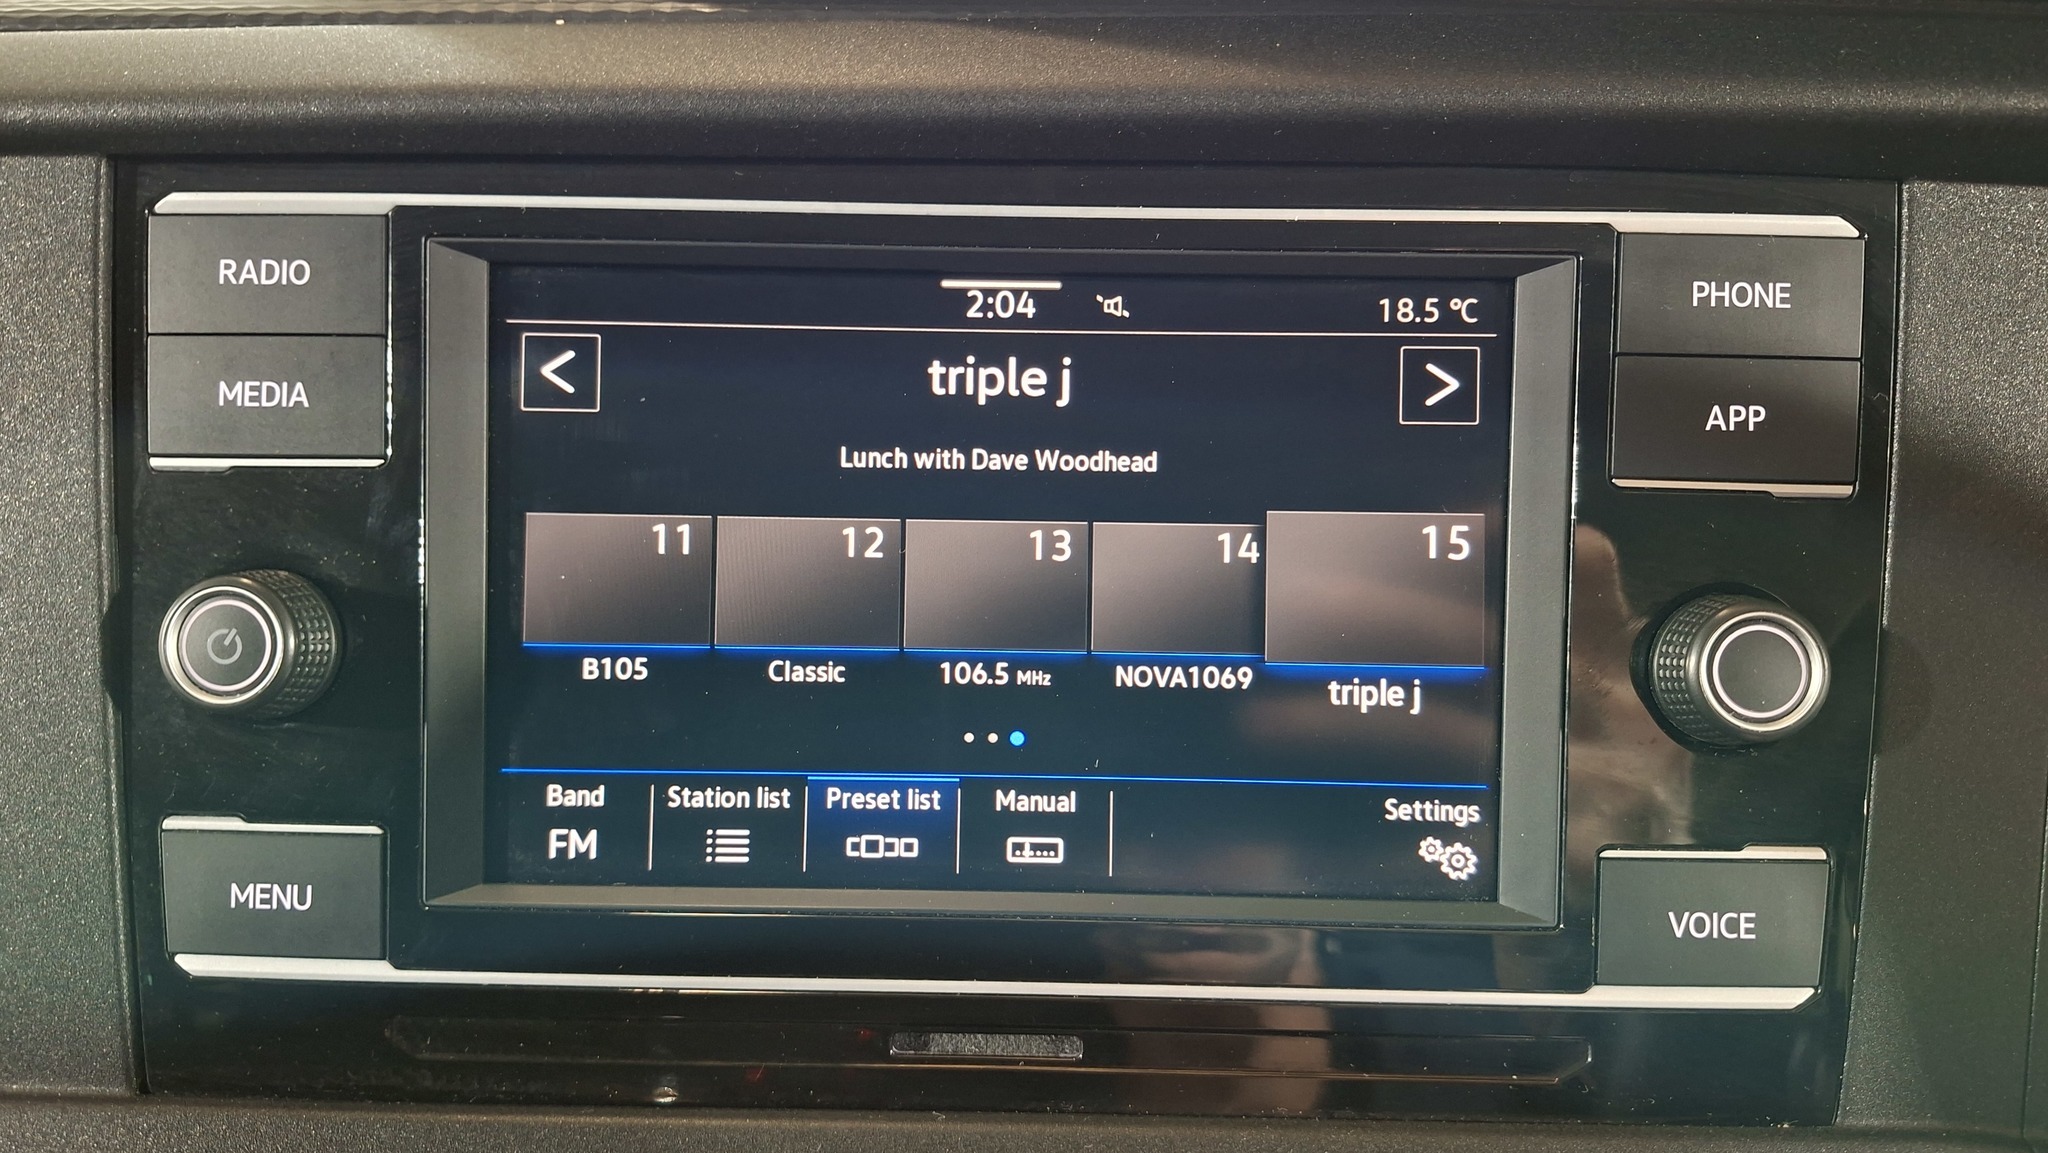 RADIO
MEDIA
MENU
2:04
18.5 °C
<
triple j
>
Lunch with Dave Woodhead
11
12
13
14
15
B105
Classic
106.5 MHz
NOVA1069
triple j
Band
FM
Station list
Preset list
Manual
Settings
PHONE
APP
VOICE